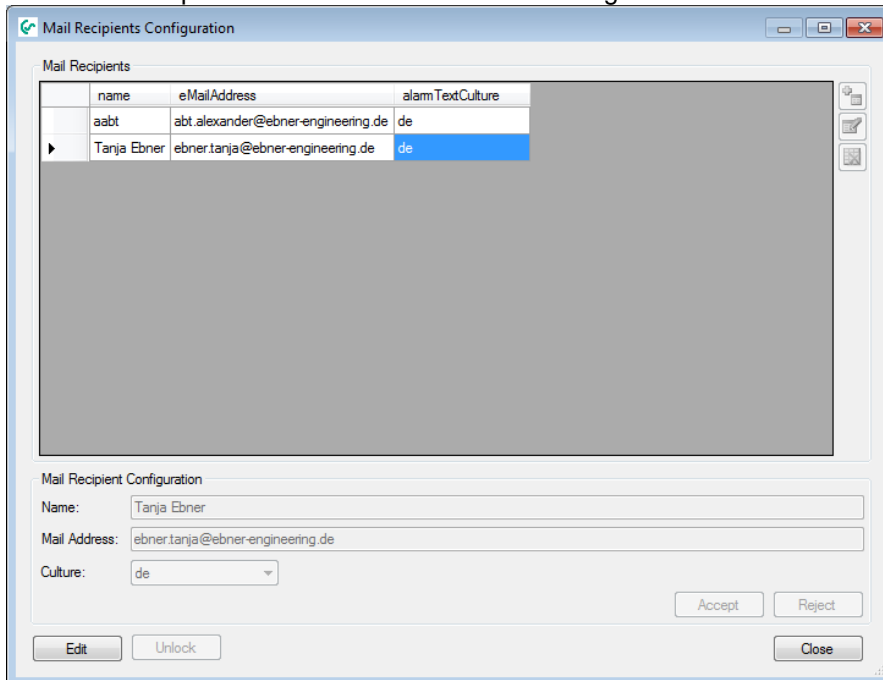 Mail Recipients Configuration
Mail Recipients
name eMailAddress alarmTextCulture
aabt abt.alexander@ebner-engineering.de de
Tanja Ebner ebner.tanja@ebner-engineering.de de
Mail Recipient Configuration
Name: Tanja Ebner
Mail Address: ebner.tanja@ebner-engineering.de
Culture: de
Accept Reject
Edit Unlock Close